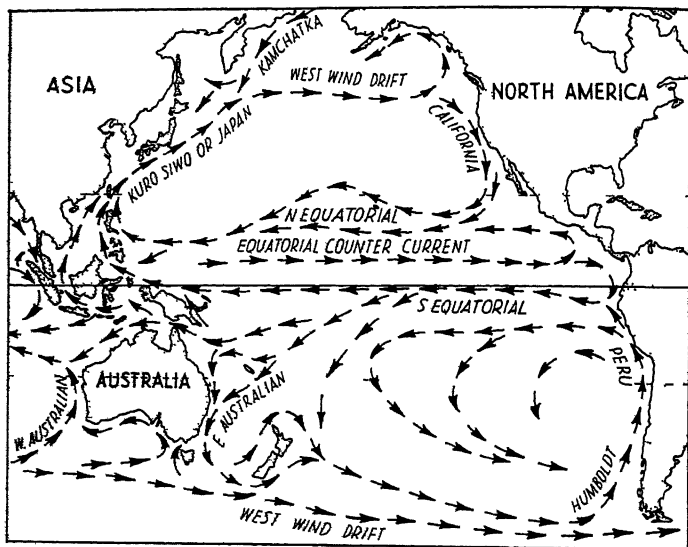 KAMCHATKA
ASIA
WEST WIND DRIFT
NORTH AMERICA
CALIFORNIA
KURO SIWO OR JAPAN
N EQUATORIAL
EQUATORIAL COUNTER CURRENT
S EQUATORIAL
PERU
AUSTRALIA
W. AUSTRALIAN
E AUSTRALIAN
HUMBOLDT
WEST WIND DRIFT